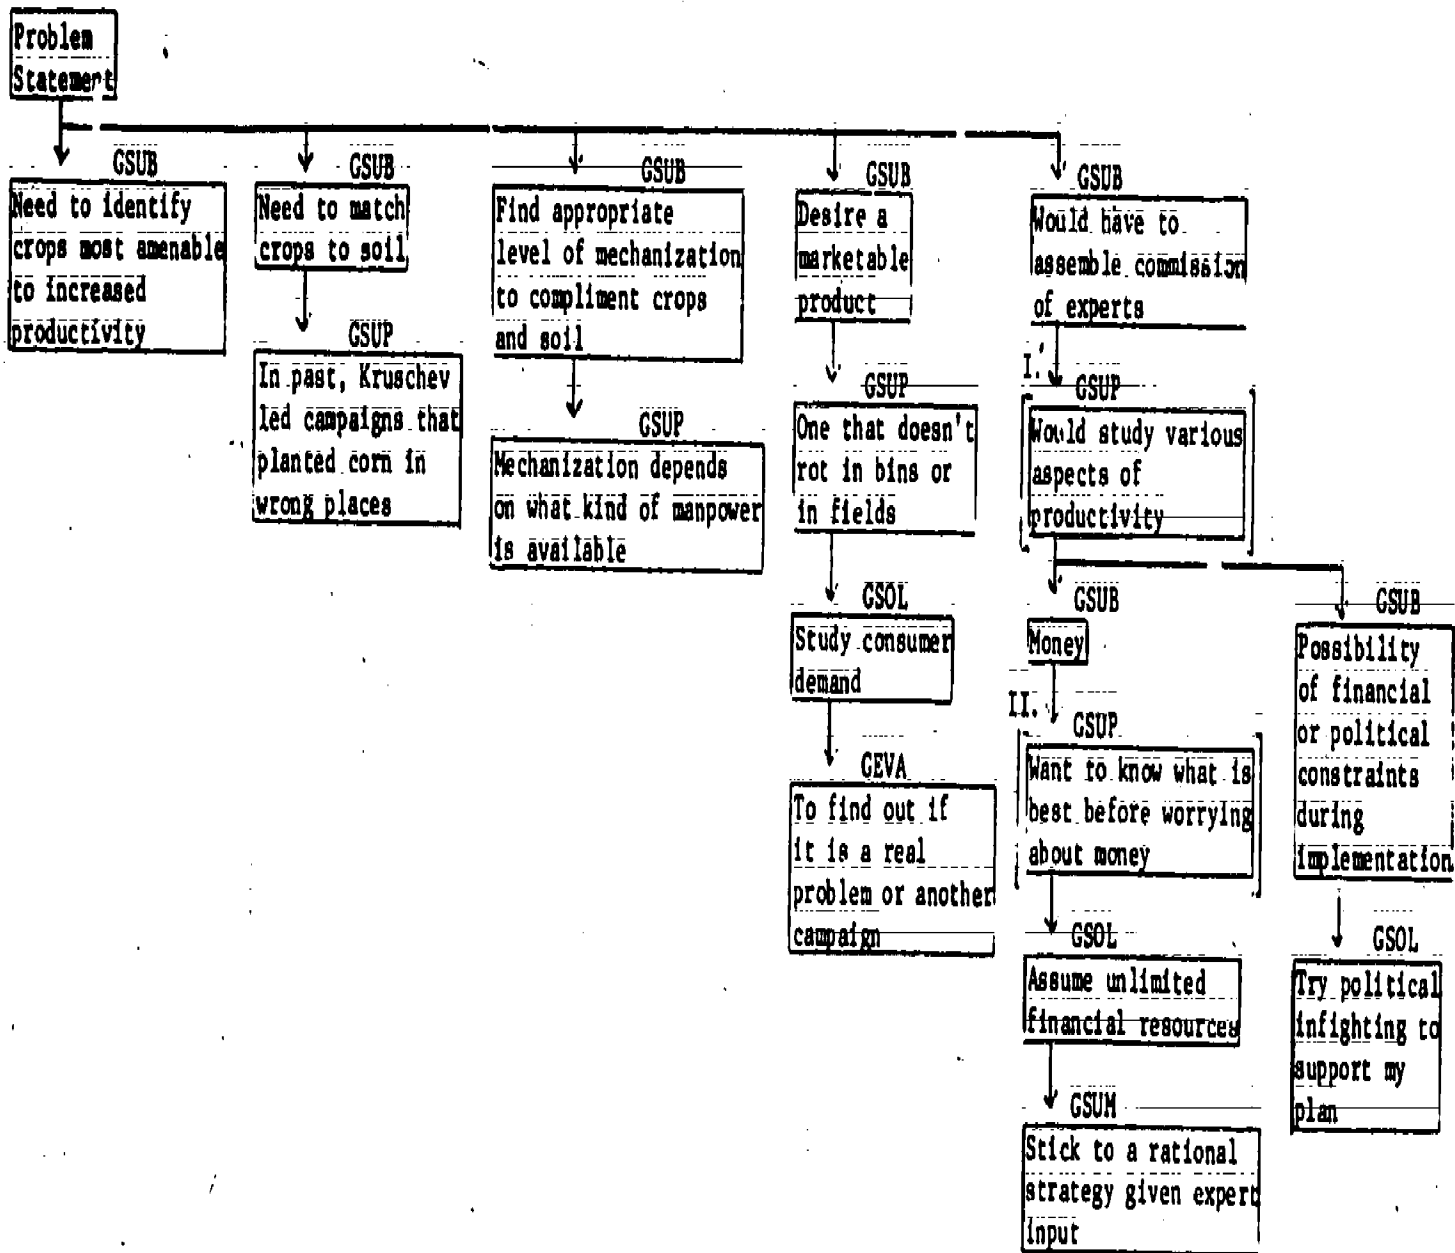 Problem
Statement
GSUB
Need to identify
crops most amenable
to increased
productivity
GSUB
Need to match
crops to soil
GSUP
In past, Kruschev
led campaigns that
planted corn in
wrong places
GSUB
Find appropriate
level of mechanization
to compliment crops
and soil
GSUP
Mechanization depends
on what kind of manpower
is available
GSUB
Desire a
marketable
product
GSUP
One that doesn't
rot in bins or
in fields
GSOL
Study consumer
demand
GEVA
To find out if
it is a real
problem or another
campaign
GSUB
Would have to
assemble commission
of experts
I.
GSUP
Would study various
aspects of
productivity
GSUB
Money
II.
GSUP
Want to know what is
best before worrying
about money
GSOL
Assume unlimited
financial resources
GSUM
Stick to a rational
strategy given expert
input
GSUB
Possibility
of financial
or political
constraints
during
implementation
GSOL
Try political
infighting to
support my
plan